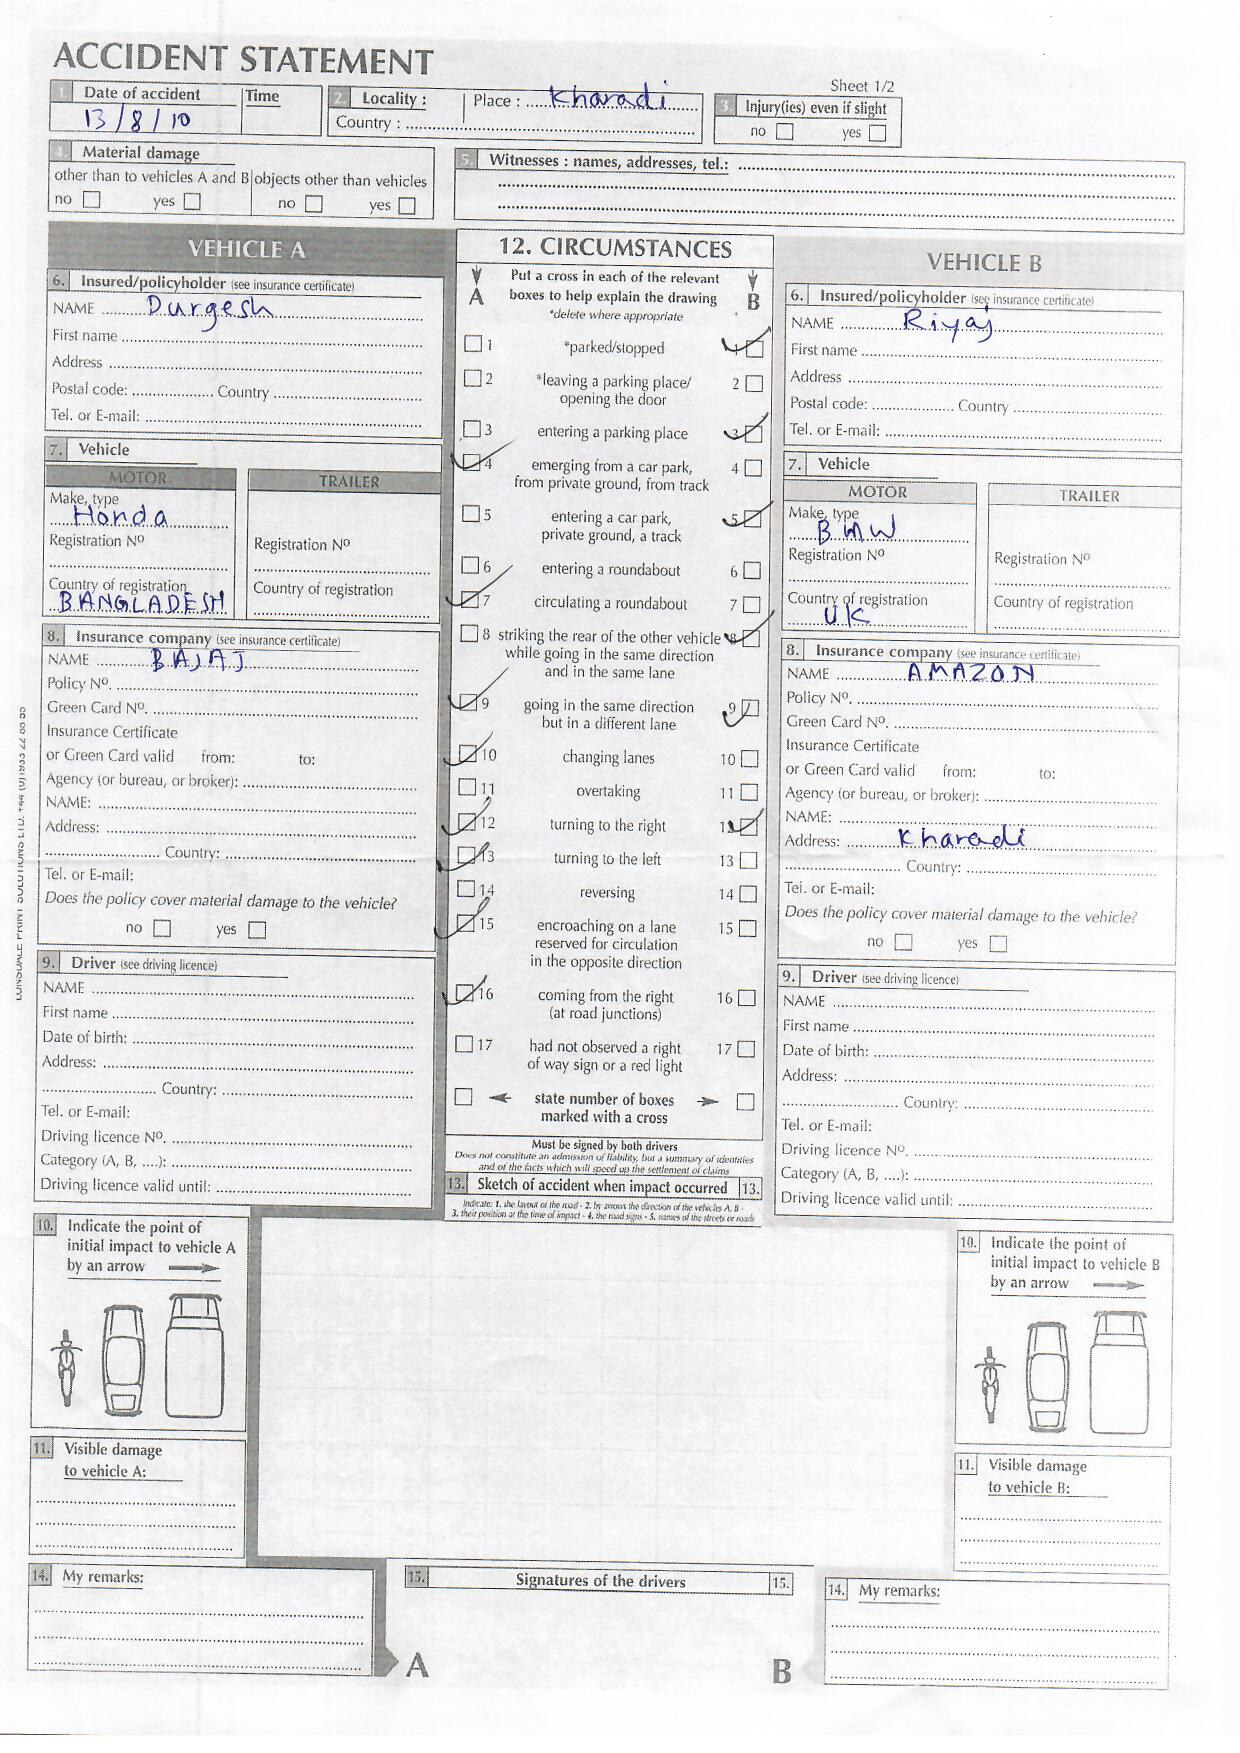 ACCIDENT STATEMENT
Sheet 1/2
1. Date of accident
13/8/10
Time
2. Locality : Place : Kharadi
Country :
3. Injury(ies) even if slight
no yes
4. Material damage
other than to vehicles A and B objects other than vehicles
no yes no yes
5. Witnesses : names, addresses, tel.:
VEHICLE A
6. Insured/policyholder (see insurance certificate)
NAME Durgesh
First name
Address
Postal code: Country
Tel. or E-mail:
7. Vehicle
MOTOR TRAILER
Make, type
Honda
Registration Nº Registration Nº
Country of registration Country of registration
BANGLADESH
8. Insurance company (see insurance certificate)
NAME BAJAJ
Policy Nº.
Green Card Nº.
Insurance Certificate
or Green Card valid from: to:
Agency (or bureau, or broker):
NAME:
Address:
Country:
Tel. or E-mail:
Does the policy cover material damage to the vehicle?
no yes
9. Driver (see driving licence)
NAME
First name
Date of birth:
Address:
Country:
Tel. or E-mail:
Driving licence Nº.
Category (A, B, ....):
Driving licence valid until:
10. Indicate the point of
initial impact to vehicle A
by an arrow
11. Visible damage
to vehicle A:
14. My remarks:
12. CIRCUMSTANCES
Put a cross in each of the relevant
A boxes to help explain the drawing B
*delete where appropriate
1 *parked/stopped 1
2 *leaving a parking place/ 2
opening the door
3 entering a parking place 3
4 emerging from a car park, 4
from private ground, from track
5 entering a car park, 5
private ground, a track
6 entering a roundabout 6
7 circulating a roundabout 7
8 striking the rear of the other vehicle 8
while going in the same direction
and in the same lane
9 going in the same direction 9
but in a different lane
10 changing lanes 10
11 overtaking 11
12 turning to the right 12
13 turning to the left 13
14 reversing 14
15 encroaching on a lane 15
reserved for circulation
in the opposite direction
16 coming from the right 16
(at road junctions)
17 had not observed a right 17
of way sign or a red light
state number of boxes
marked with a cross
Must be signed by both drivers
Does not constitute an admission of liability, but a summary of identities
and of the facts which will speed up the settlement of claims
13. Sketch of accident when impact occurred 13.
Indicate: 1. the layout of the road - 2. by arrows the direction of the vehicles A, B -
3. their position at the time of impact - 4. the road signs - 5. names of the streets or roads
15. Signatures of the drivers 15.
A B
VEHICLE B
6. Insured/policyholder (see insurance certificate)
NAME Riyaj
First name
Address
Postal code: Country
Tel. or E-mail:
7. Vehicle
MOTOR TRAILER
Make, type
BMW
Registration Nº Registration Nº
Country of registration Country of registration
UK
8. Insurance company (see insurance certificate)
NAME AMAZON
Policy Nº.
Green Card Nº.
Insurance Certificate
or Green Card valid from: to:
Agency (or bureau, or broker):
NAME:
Address: Kharadi
Country:
Tel. or E-mail:
Does the policy cover material damage to the vehicle?
no yes
9. Driver (see driving licence)
NAME
First name
Date of birth:
Address:
Country:
Tel. or E-mail:
Driving licence Nº.
Category (A, B, ....):
Driving licence valid until:
10. Indicate the point of
initial impact to vehicle B
by an arrow
11. Visible damage
to vehicle B:
14. My remarks: